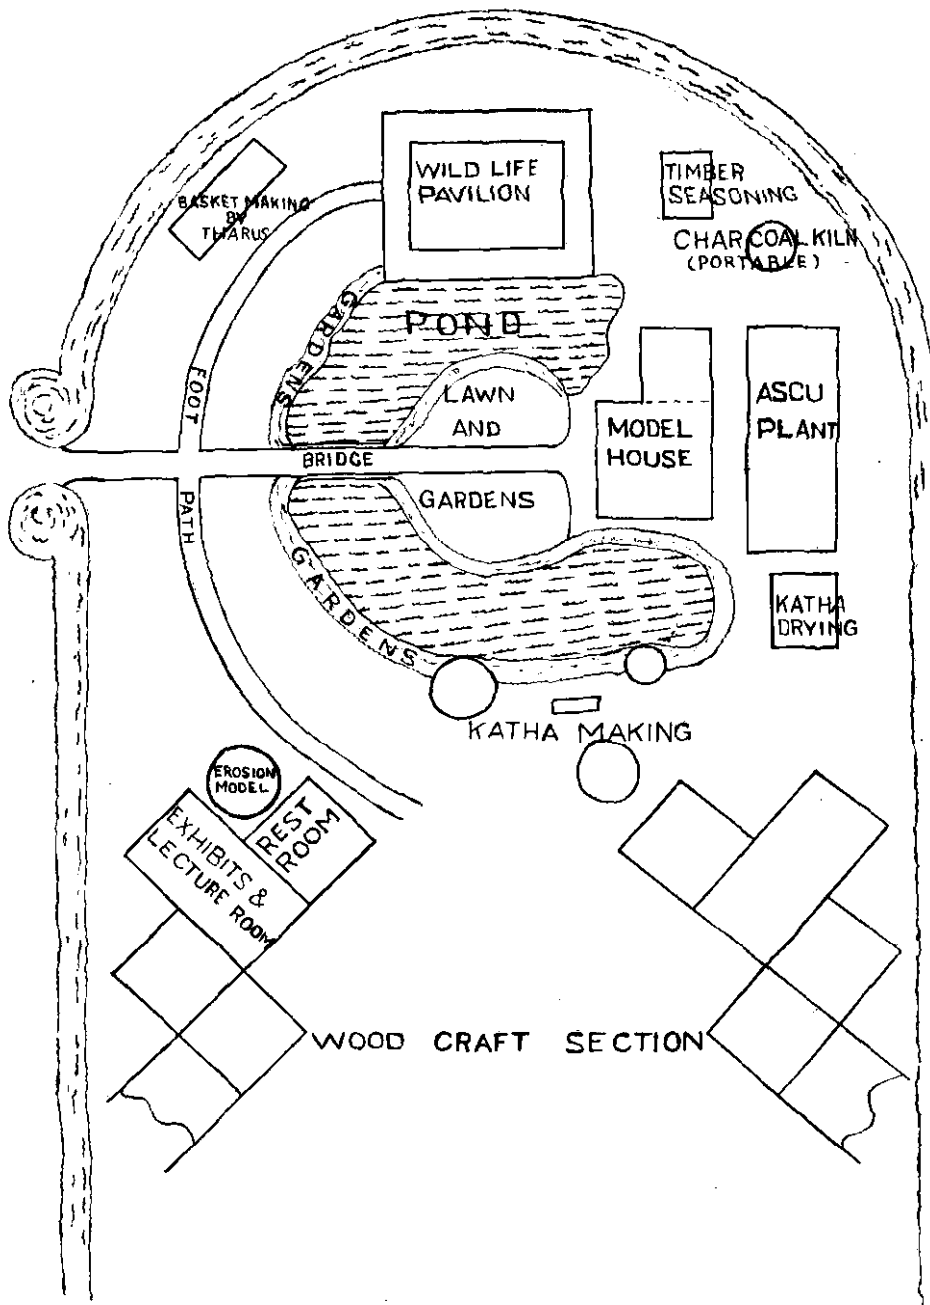 WILD LIFE
PAVILION
TIMBER
SEASONING
BASKET MAKING
BY
THARUS
CHARCOAL KILN
(PORTABLE)
GARDENS
POND
FOOT
LAWN
AND
ASCU
PLANT
MODEL
HOUSE
BRIDGE
PATH
GARDENS
GARDENS
KATHA
DRYING
KATHA MAKING
EROSION
MODEL
REST
ROOM
EXHIBITS &
LECTURE ROOM
WOOD CRAFT SECTION